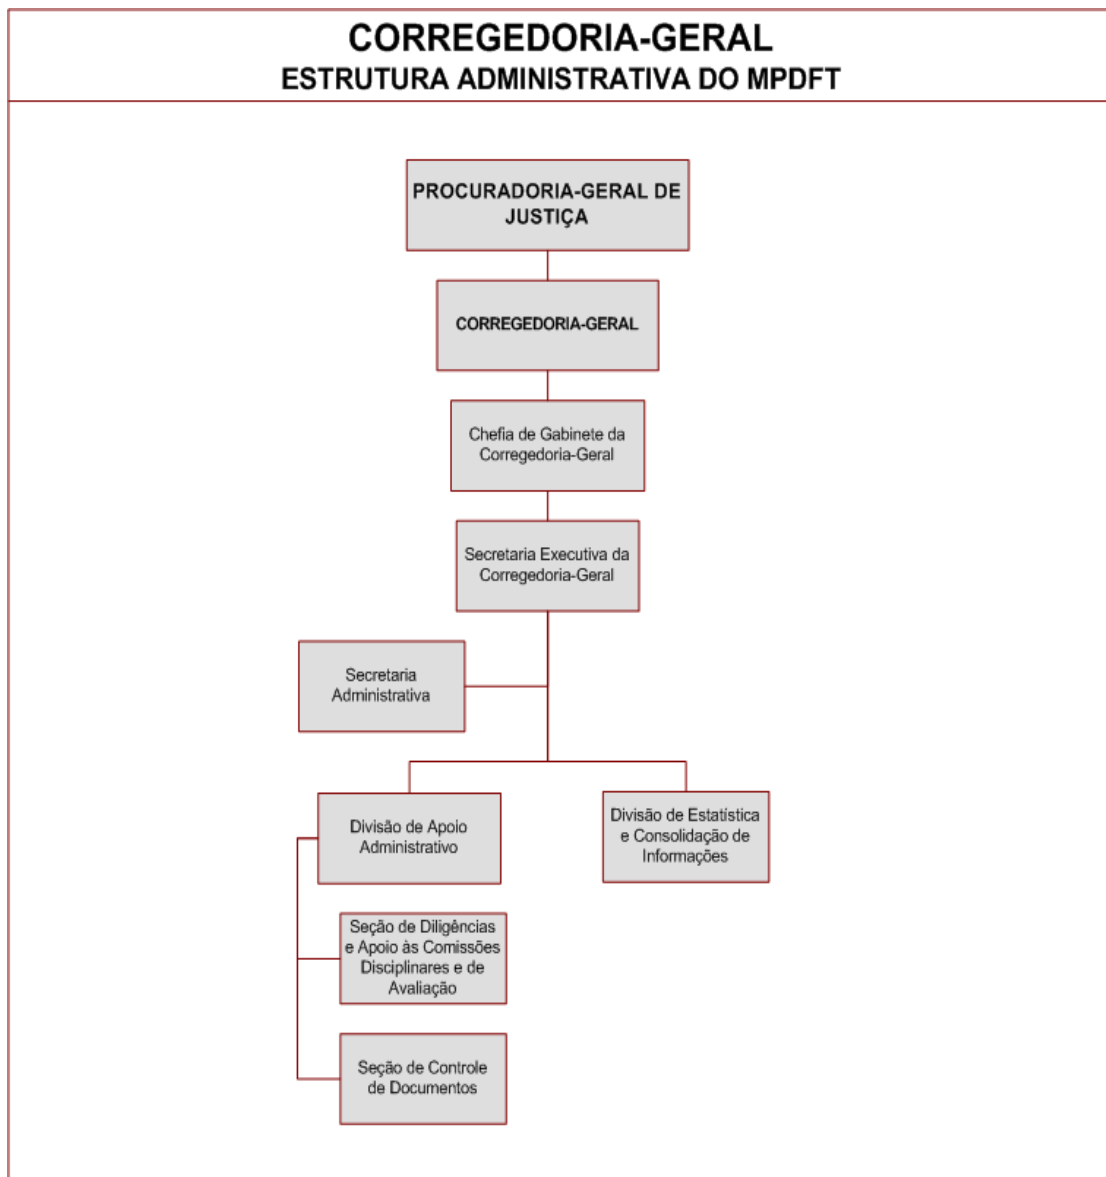 CORREGEDORIA-GERAL
ESTRUTURA ADMINISTRATIVA DO MPDFT
PROCURADORIA-GERAL DE
JUSTIÇA
CORREGEDORIA-GERAL
Chefia de Gabinete da
Corregedoria-Geral
Secretaria Executiva da
Corregedoria-Geral
Secretaria
Administrativa
Divisão de Apoio
Administrativo
Divisão de Estatística
e Consolidação de
Informações
Seção de Diligências
e Apoio às Comissões
Disciplinares e de
Avaliação
Seção de Controle
de Documentos